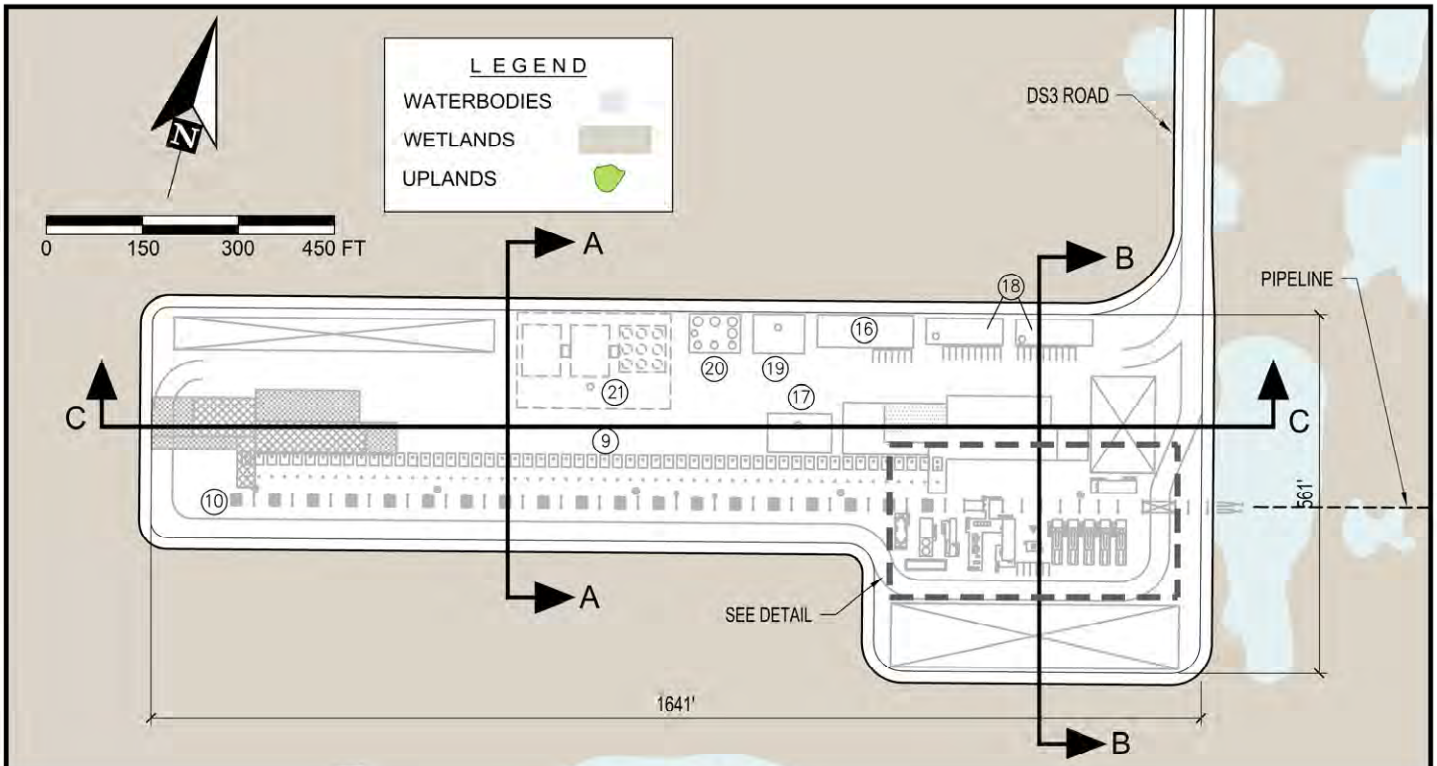 LEGEND
WATERBODIES
WETLANDS
UPLANDS
N
0 150 300 450 FT
DS3 ROAD
PIPELINE
A
B
18
16
20
19
21
17
C
C
9
10
561'
A
SEE DETAIL
1641'
B